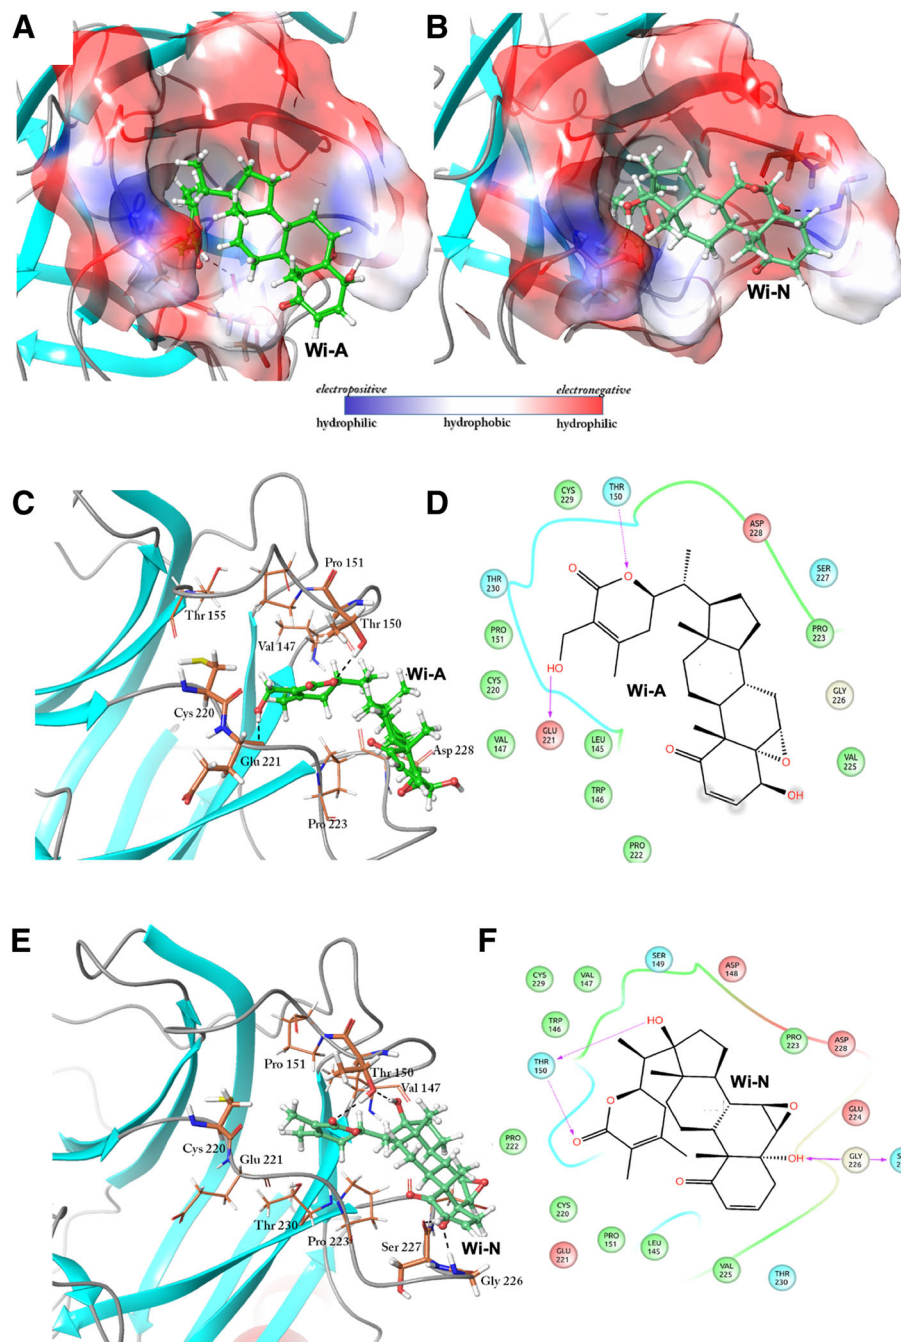 A
B
Wi-A
Wi-N
electropositive
electronegative
hydrophilic
hydrophobic
hydrophilic
C
Pro 151
Thr 155
Thr 150
Val 147
Wi-A
Cys 220
Glu 221
Asp 228
Pro 223
D
CYS
229
THR
150
ASP
228
SER
227
THR
230
O
O
PRO
151
PRO
223
CYS
220
HO
Wi-A
GLY
226
VAL
147
GLU
221
LEU
145
O
O
VAL
225
TRP
146
OH
PRO
222
E
Pro 151
Thr 150
Val 147
Cys 220
Glu 221
Thr 230
Pro 223
Ser 227
Wi-N
Gly 226
F
SER
149
ASP
148
CYS
229
VAL
147
TRP
146
HO
PRO
223
ASP
228
THR
150
Wi-N
O
GLU
224
PRO
222
O
O
OH
GLY
226
O
CYS
220
PRO
151
LEU
145
GLU
221
VAL
225
THR
230